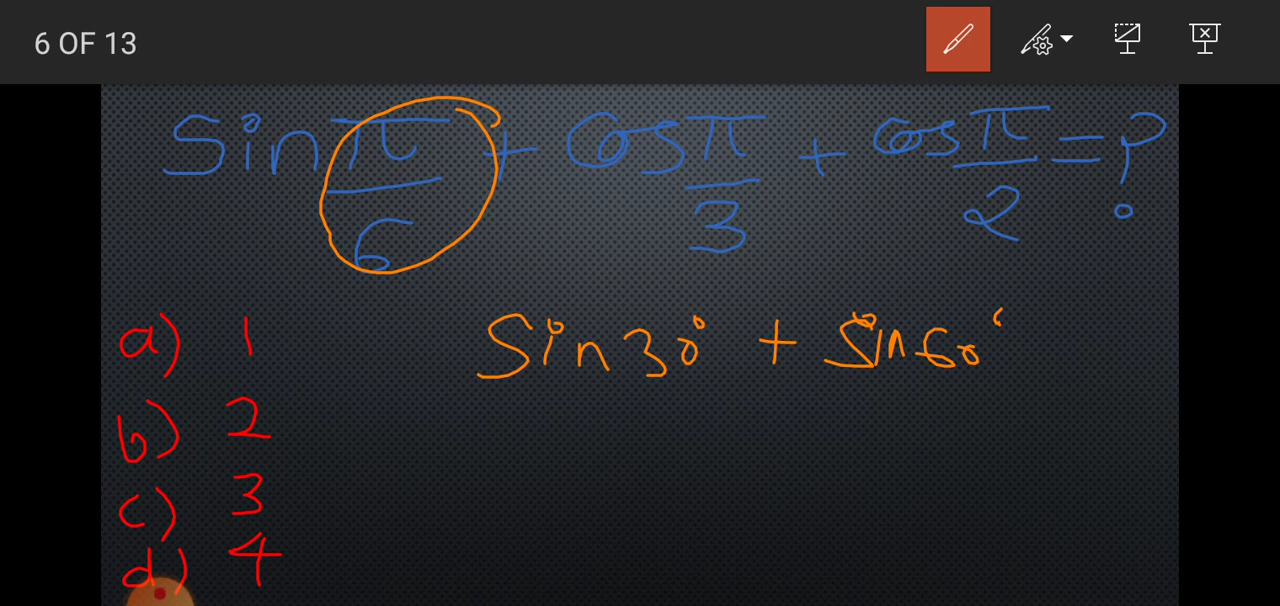 6 OF 13
Sin π/6 + Cos π/3 + cos π/2 = ?
a) 1
Sin 30° + Sin 60°
b) 2
c) 3
d) 4